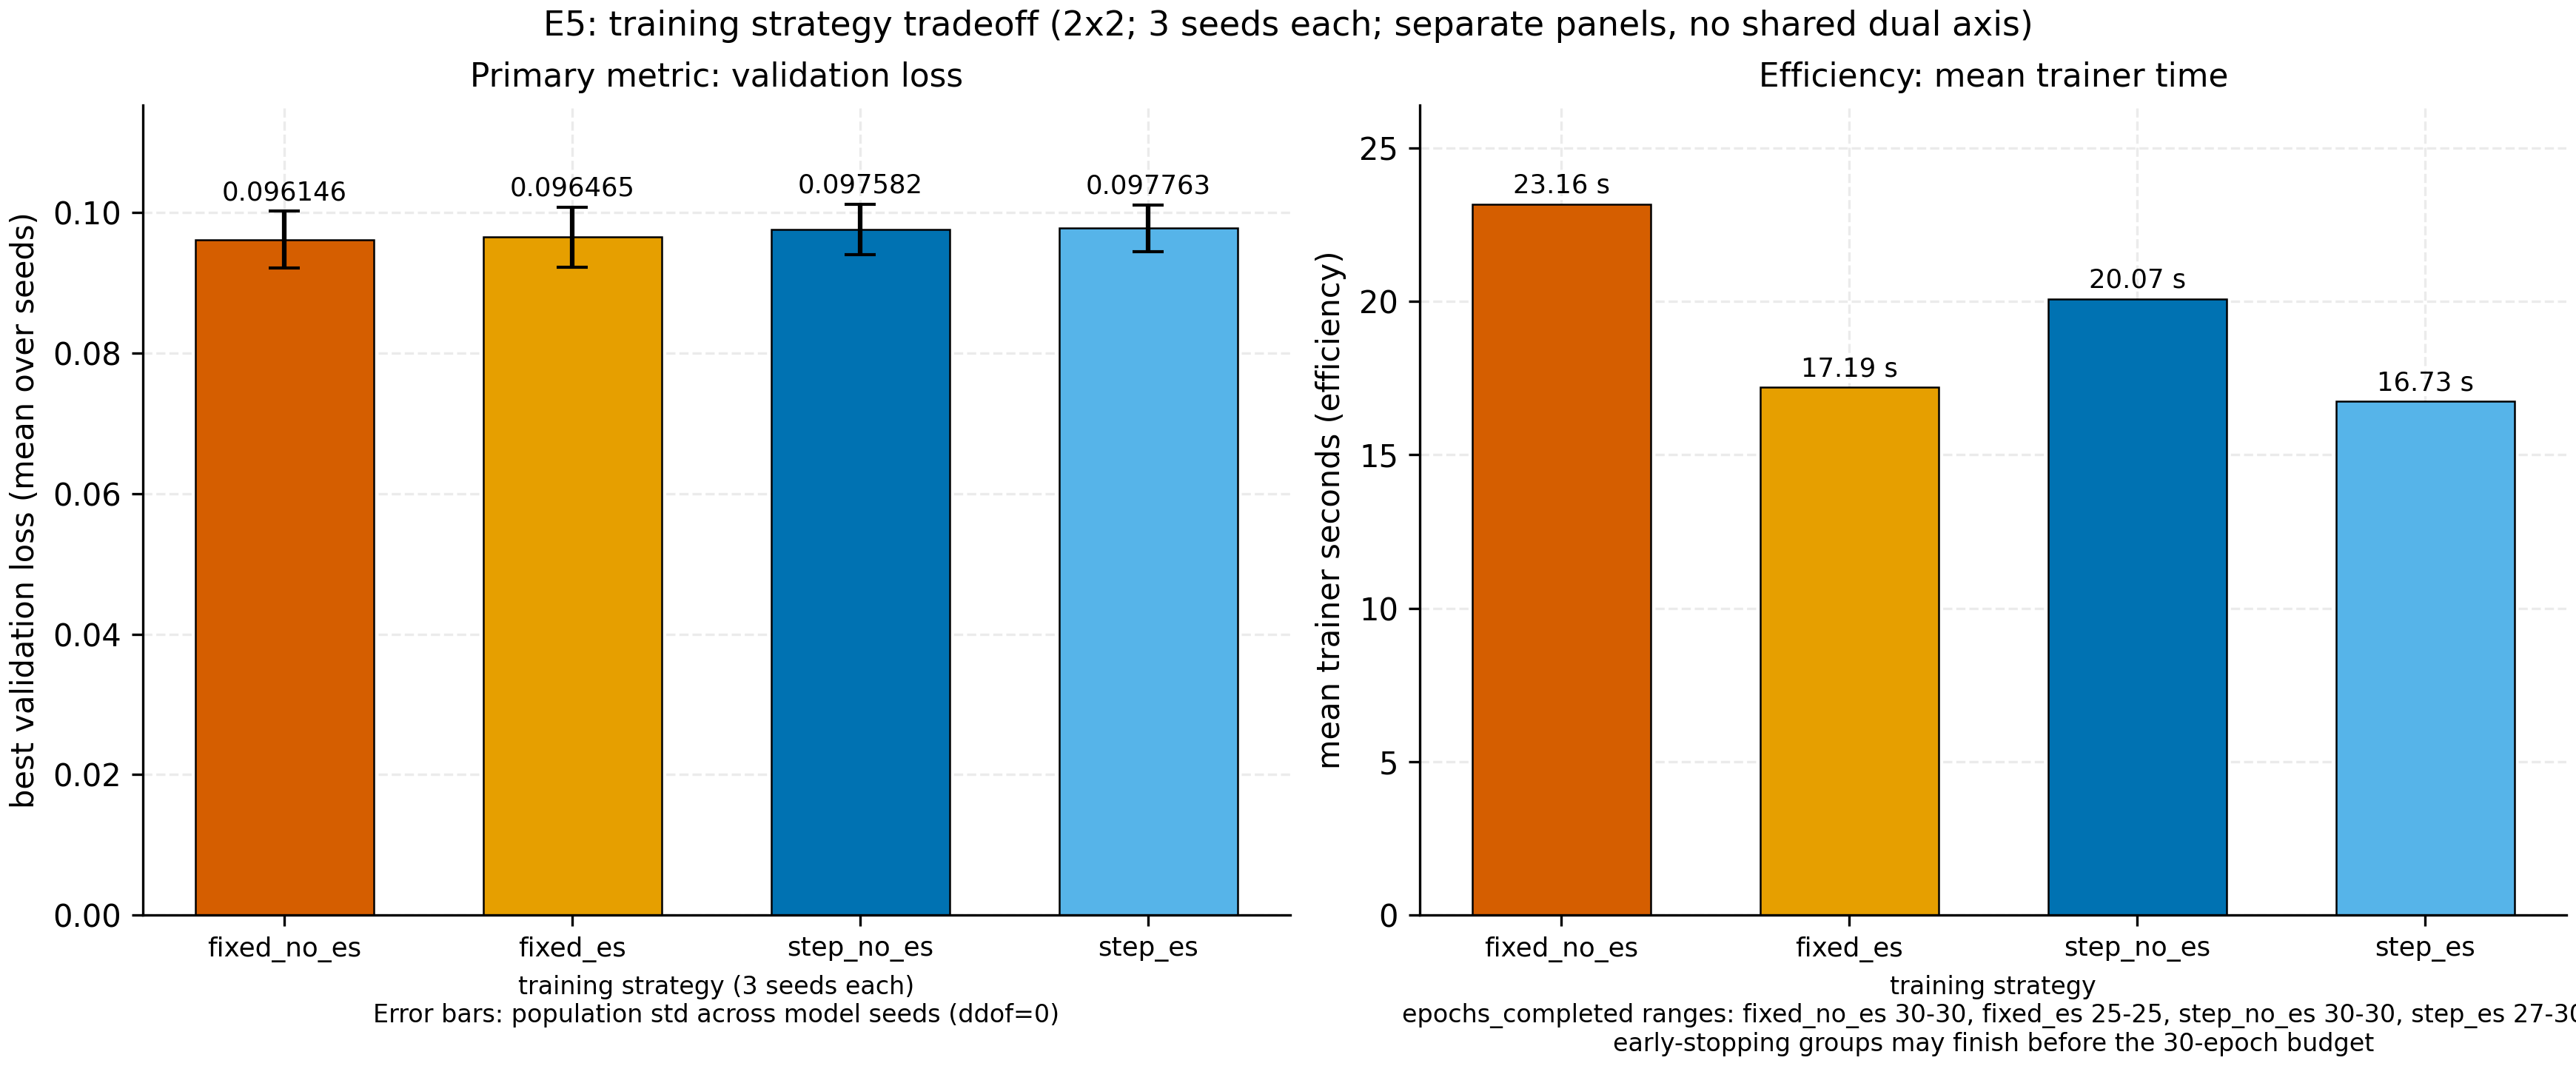 E5: training strategy tradeoff (2x2; 3 seeds each; separate panels, no shared dual axis)
Primary metric: validation loss
best validation loss (mean over seeds)
0.10
0.08
0.06
0.04
0.02
0.00
0.096146
0.096465
0.097582
0.097763
fixed_no_es
fixed_es
step_no_es
step_es
training strategy (3 seeds each)
Error bars: population std across model seeds (ddof=0)
Efficiency: mean trainer time
mean trainer seconds (efficiency)
25
20
15
10
5
0
23.16 s
17.19 s
20.07 s
16.73 s
fixed_no_es
fixed_es
step_no_es
step_es
training strategy
epochs_completed ranges: fixed_no_es 30-30, fixed_es 25-25, step_no_es 30-30, step_es 27-30
early-stopping groups may finish before the 30-epoch budget